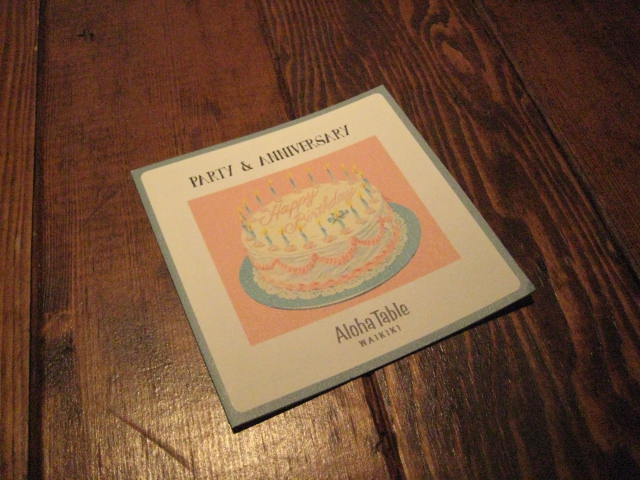 PARTY & ANNIVERSARY
Happy
Birthday
Aloha Table
WAIKIKI